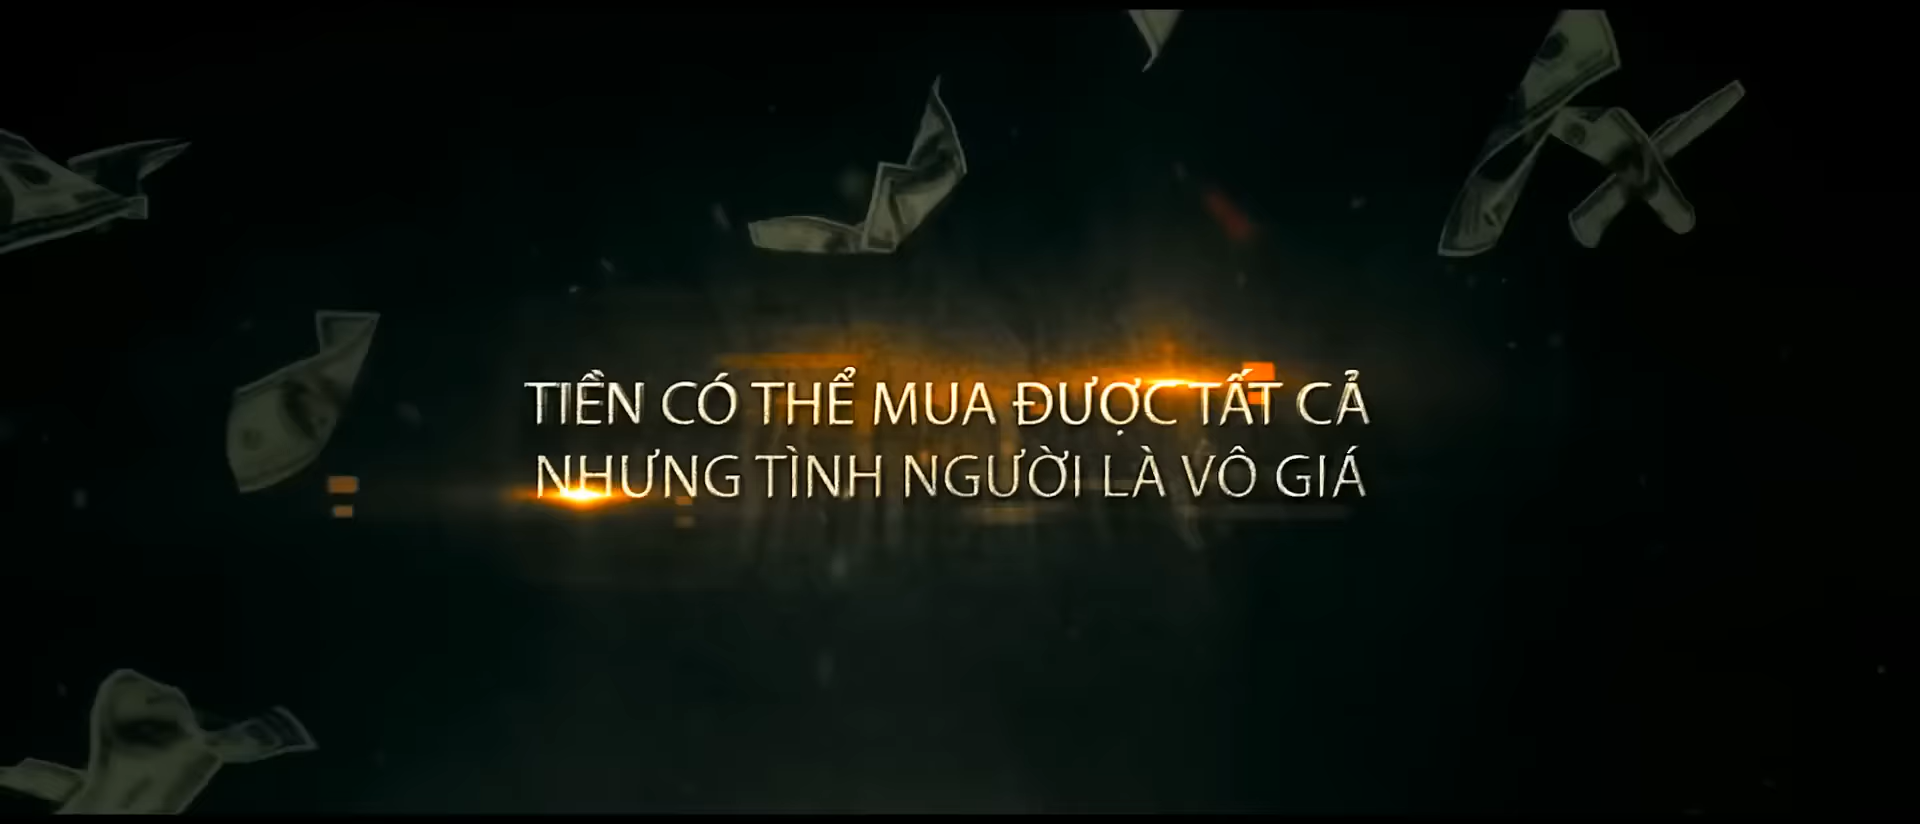 TIỀN CÓ THỂ MUA ĐƯỢC TẤT CẢ
NHƯNG TÌNH NGƯỜI LÀ VÔ GIÁ